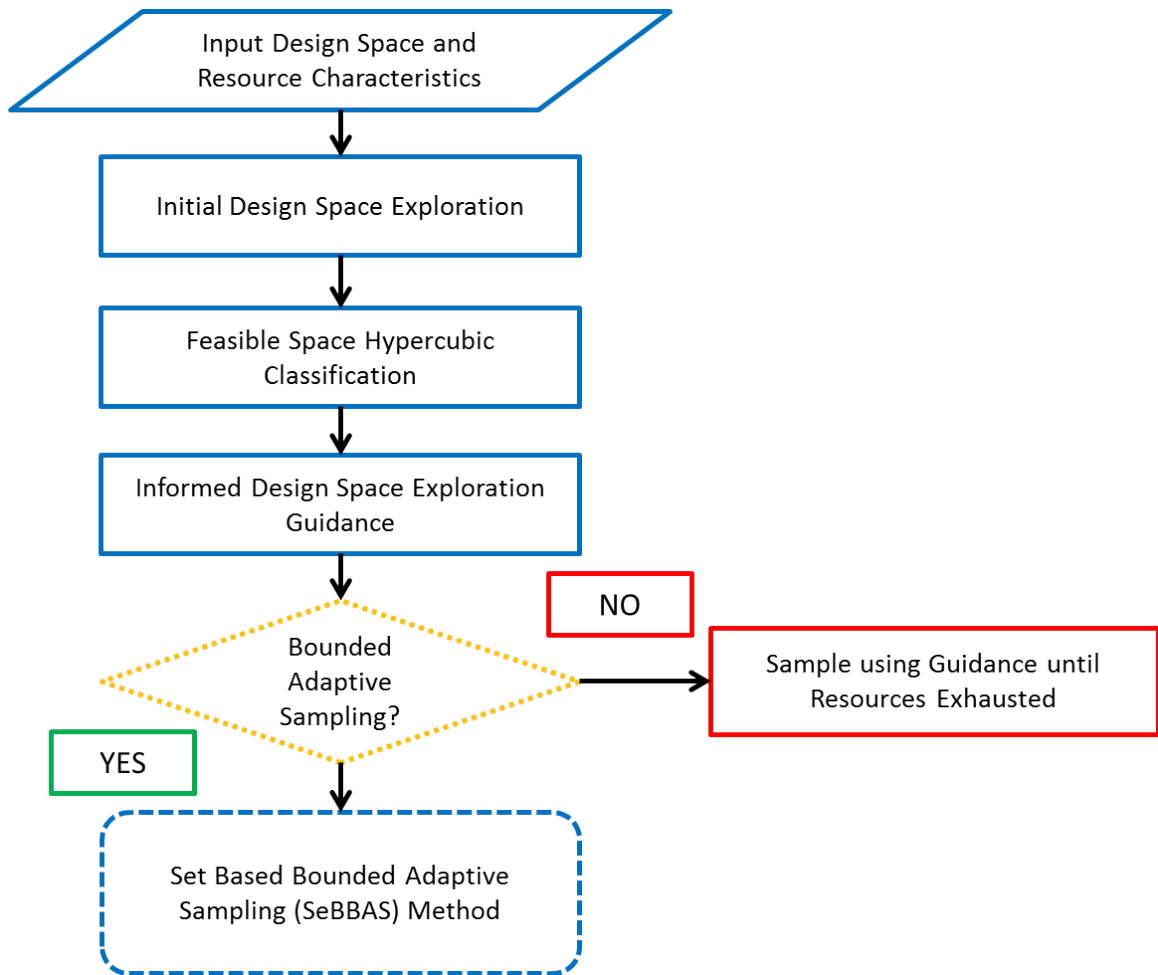 Input Design Space and
Resource Characteristics
Initial Design Space Exploration
Feasible Space Hypercubic
Classification
Informed Design Space Exploration
Guidance
Bounded
Adaptive
Sampling?
NO
Sample using Guidance until
Resources Exhausted
YES
Set Based Bounded Adaptive
Sampling (SeBBAS) Method